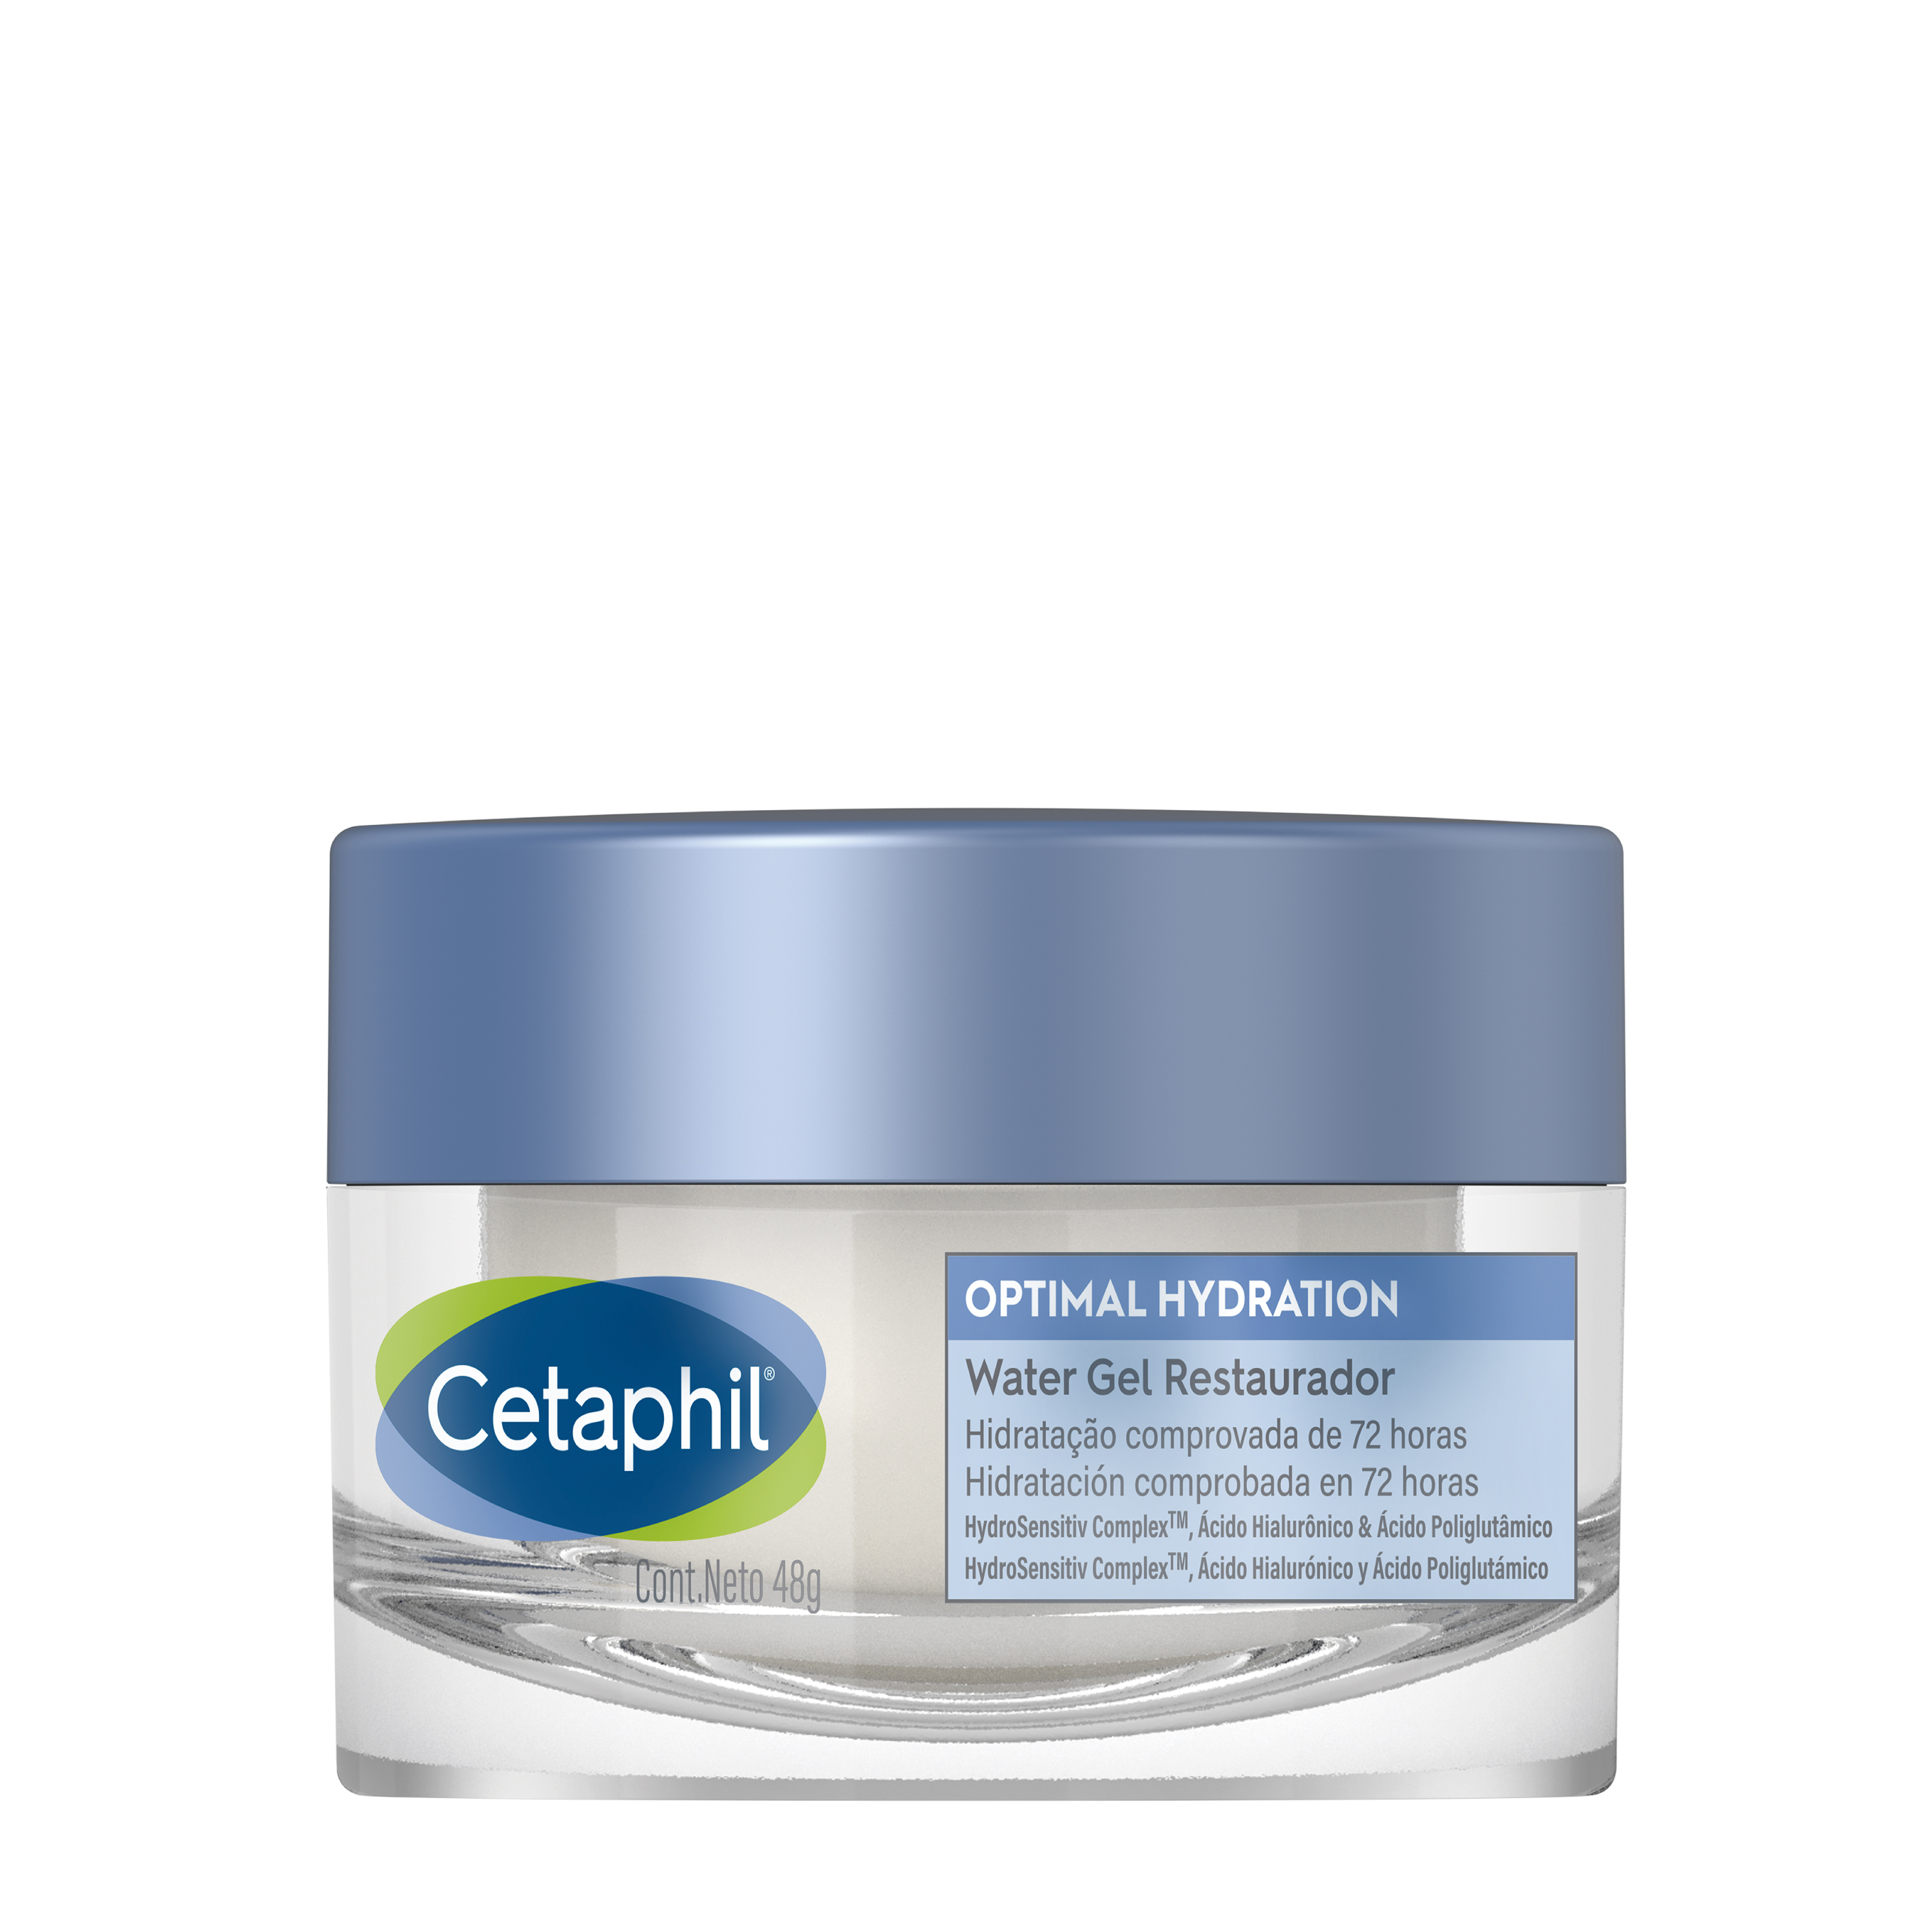 Cetaphil®
Cont.Neto 48g
OPTIMAL HYDRATION
Water Gel Restaurador
Hidratação comprovada de 72 horas
Hidratación comprobada en 72 horas
HydroSensitiv Complex™, Ácido Hialurônico & Ácido Poliglutâmico
HydroSensitiv Complex™, Ácido Hialurónico y Ácido Poliglutámico